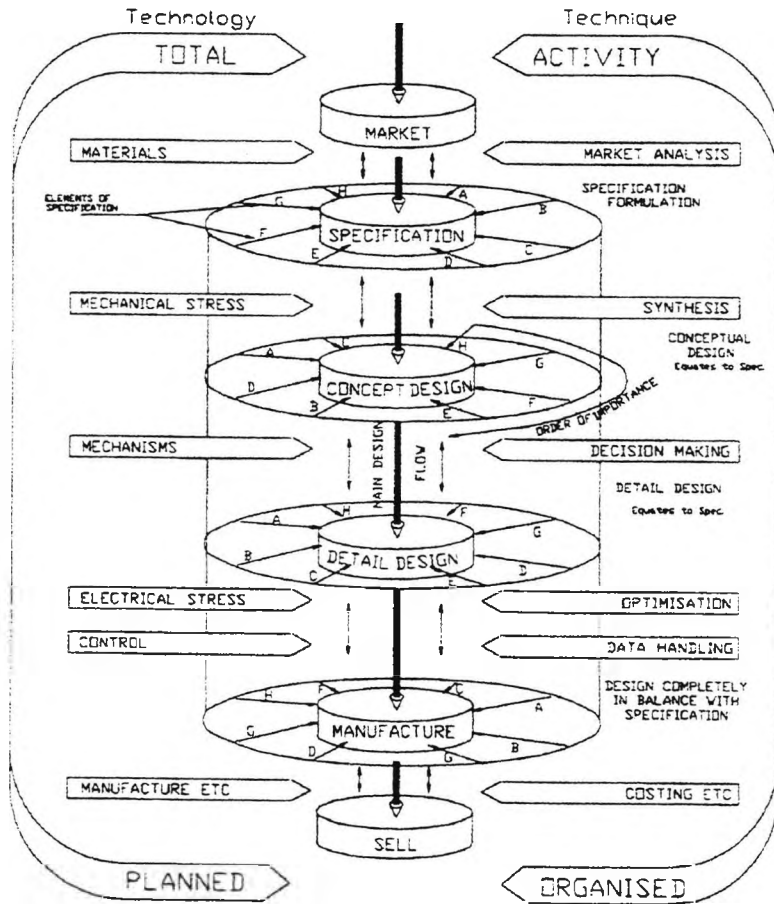 Technology
Technique
TOTAL
ACTIVITY
MARKET
MATERIALS
MARKET ANALYSIS
ELEMENTS OF
SPECIFICATION
SPECIFICATION
FORMULATION
H
A
G
B
F
SPECIFICATION
E
D
C
MECHANICAL STRESS
SYNTHESIS
CONCEPTUAL
DESIGN
Equates to Spec.
C
H
A
G
D
CONCEPT DESIGN
B
E
F
ORDER OF IMPORTANCE
MECHANISMS
MAIN DESIGN
FLOW
DECISION MAKING
DETAIL DESIGN
Equates to Spec.
H
F
A
G
B
DETAIL DESIGN
C
E
D
ELECTRICAL STRESS
OPTIMISATION
CONTROL
DATA HANDLING
DESIGN COMPLETELY
IN BALANCE WITH
SPECIFICATION
H
F
C
A
G
MANUFACTURE
D
G
B
MANUFACTURE ETC
COSTING ETC
SELL
PLANNED
ORGANISED